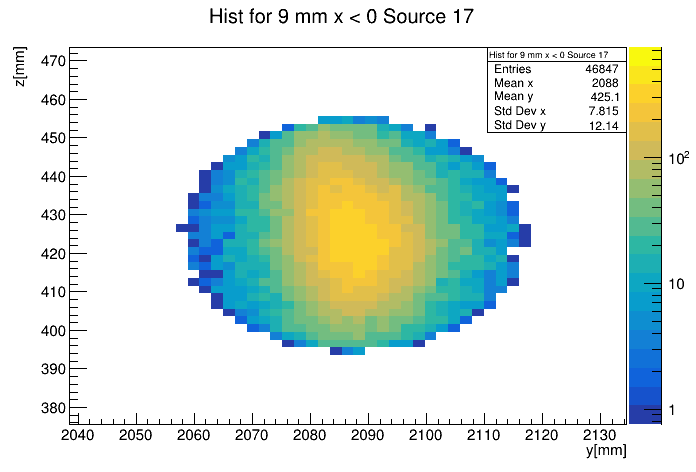 Hist for 9 mm x < 0 Source 17
z[mm]
Hist for 9 mm x < 0 Source 17
Entries 46847
Mean x 2088
Mean y 425.1
Std Dev x 7.815
Std Dev y 12.14
470
460
450
440
430
420
410
400
390
380
2040 2050 2060 2070 2080 2090 2100 2110 2120 2130
y[mm]
10²
10
1